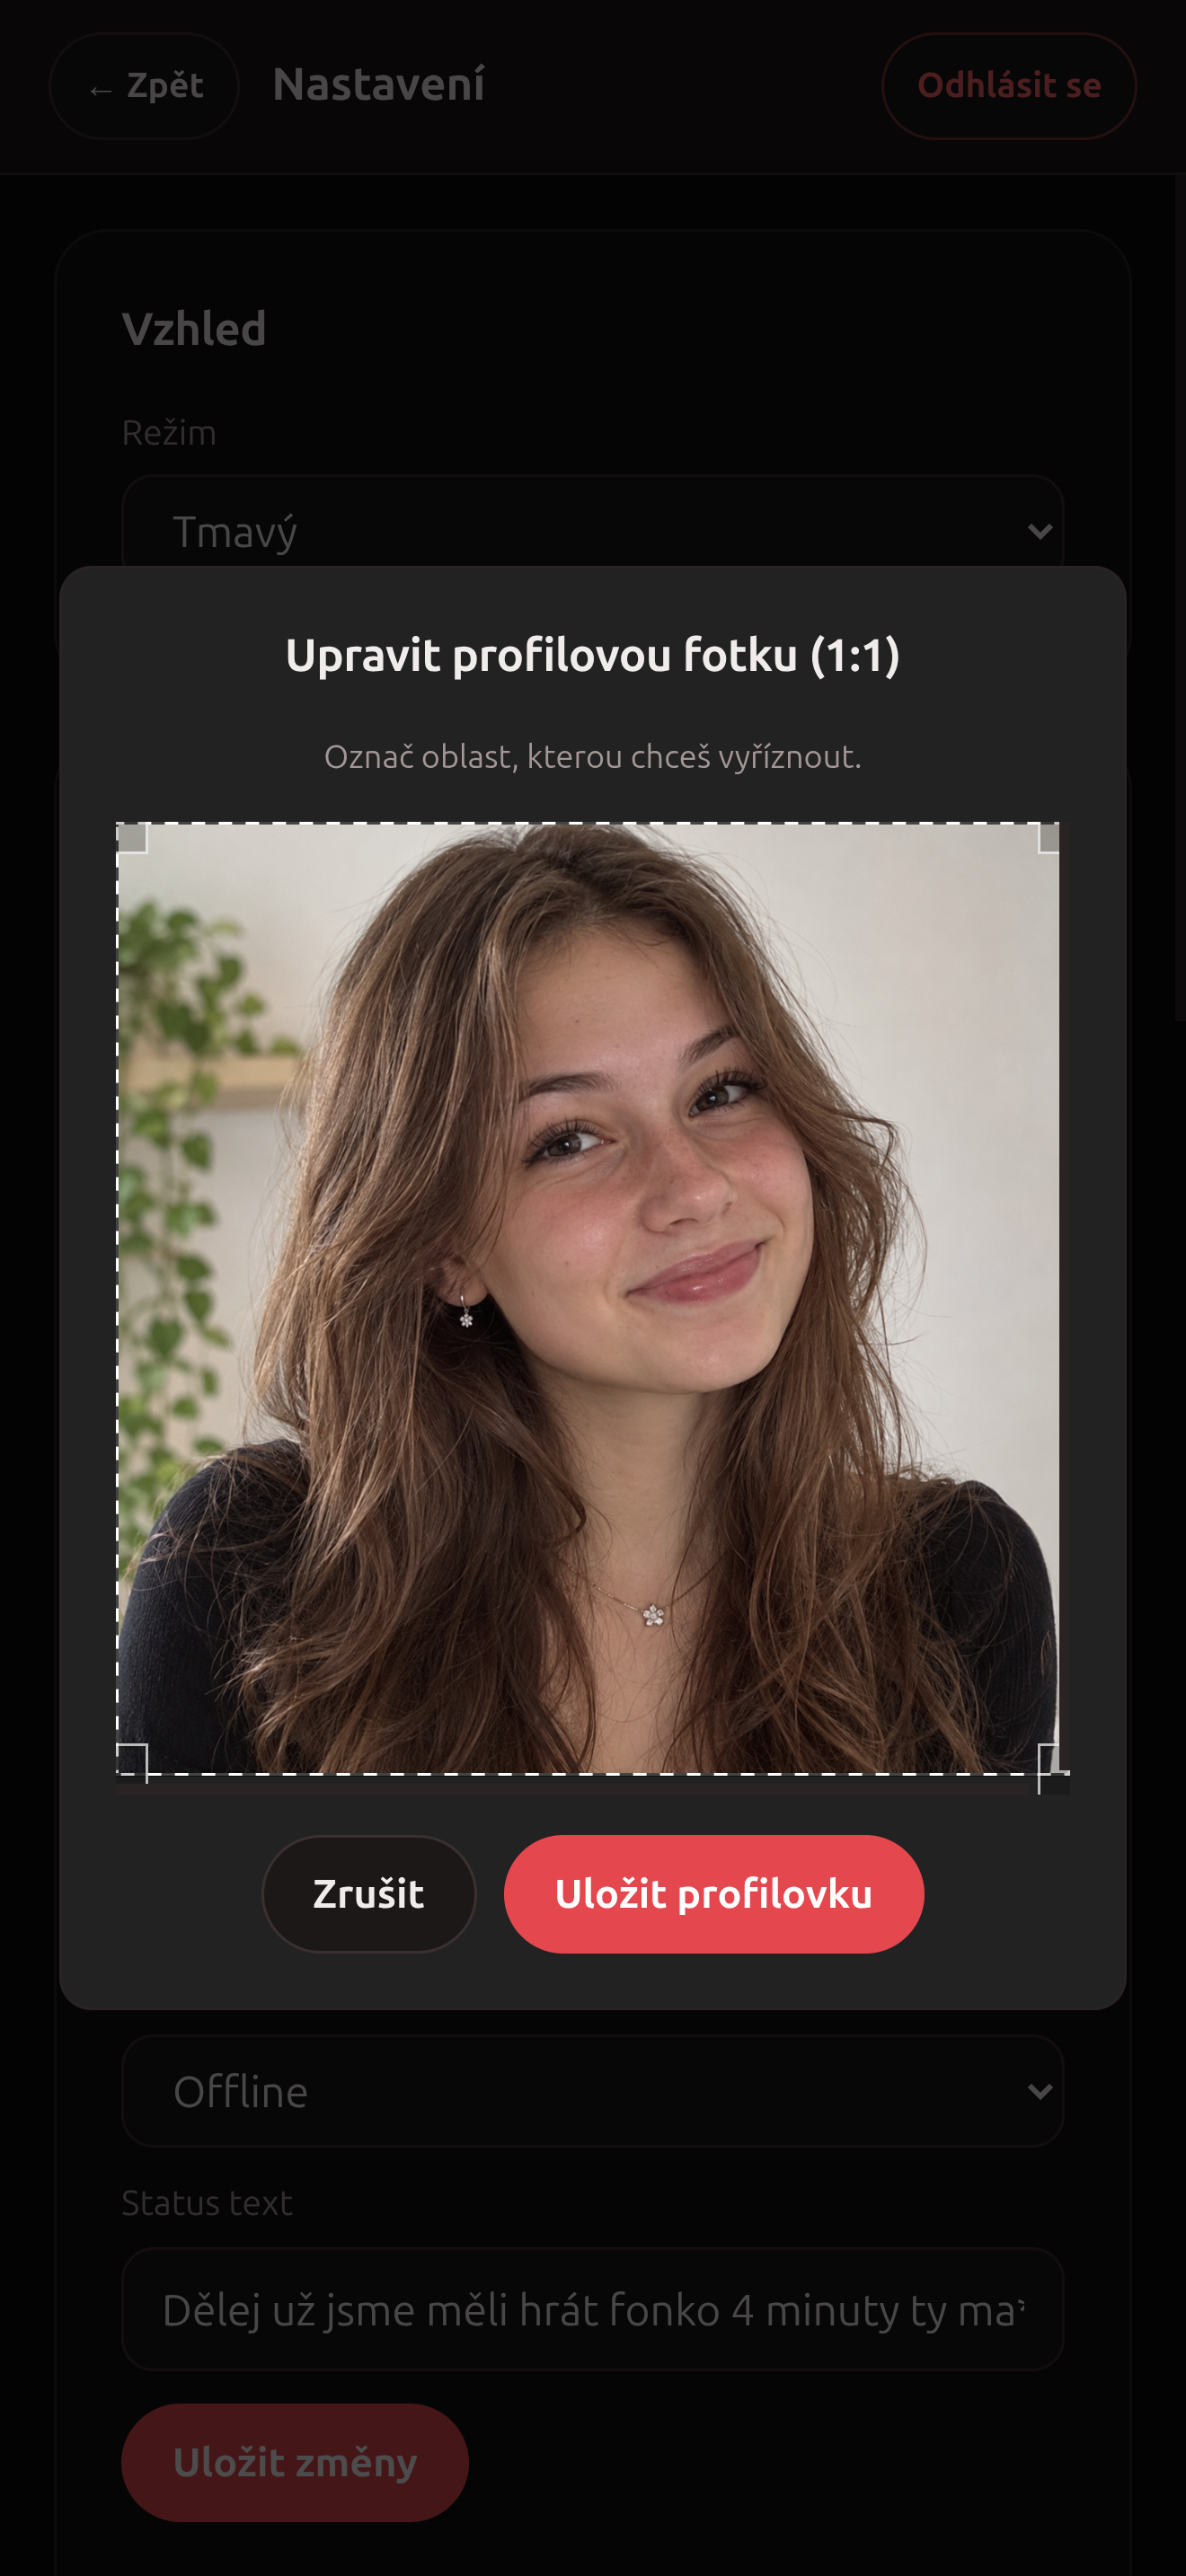 ← Zpět
Nastavení
Odhlásit se
Vzhled
Režim
Tmavý
Upravit profilovou fotku (1:1)
Označ oblast, kterou chceš vyříznout.
Zrušit
Uložit profilovku
Offline
Status text
Dělej už jsme měli hrát fonko 4 minuty ty
Uložit změny